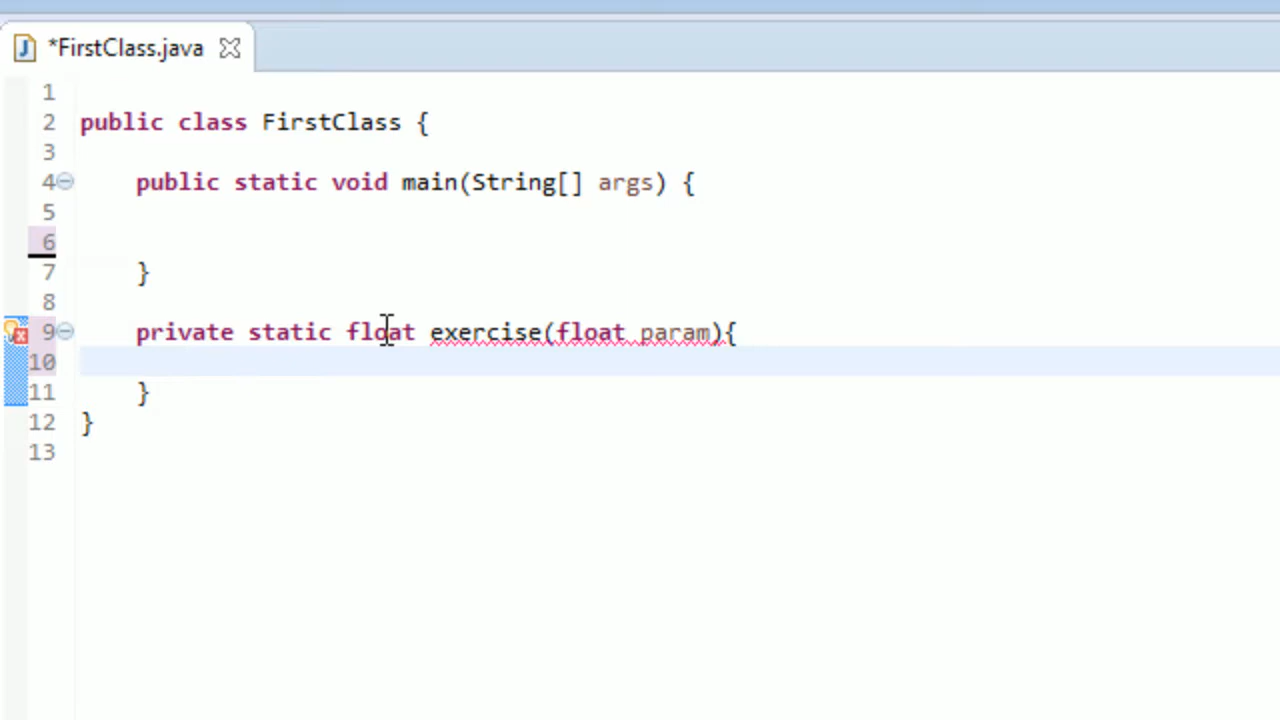 *FirstClass.java
1
2 public class FirstClass {
3
4 public static void main(String[] args) {
5
6
7 }
8
9 private static float exercise(float param){
10
11 }
12 }
13